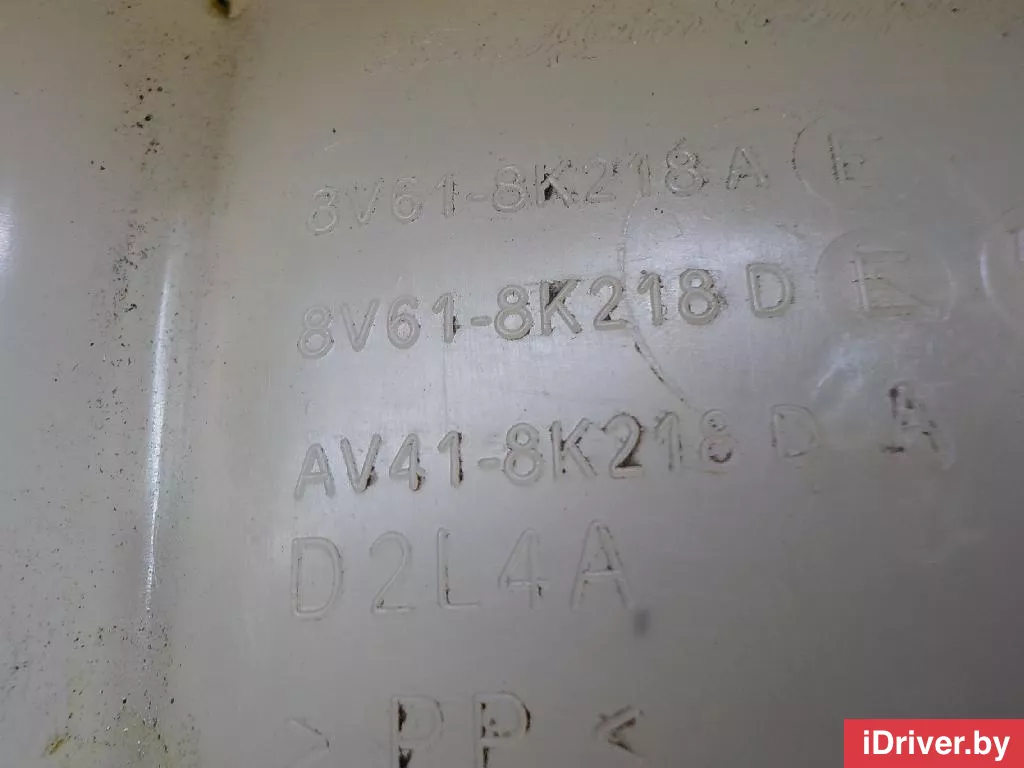 8V61-8K218 A E
8V61-8K218 D E
AV41-8K218 D A
D2L4A
>PP<
iDriver.by